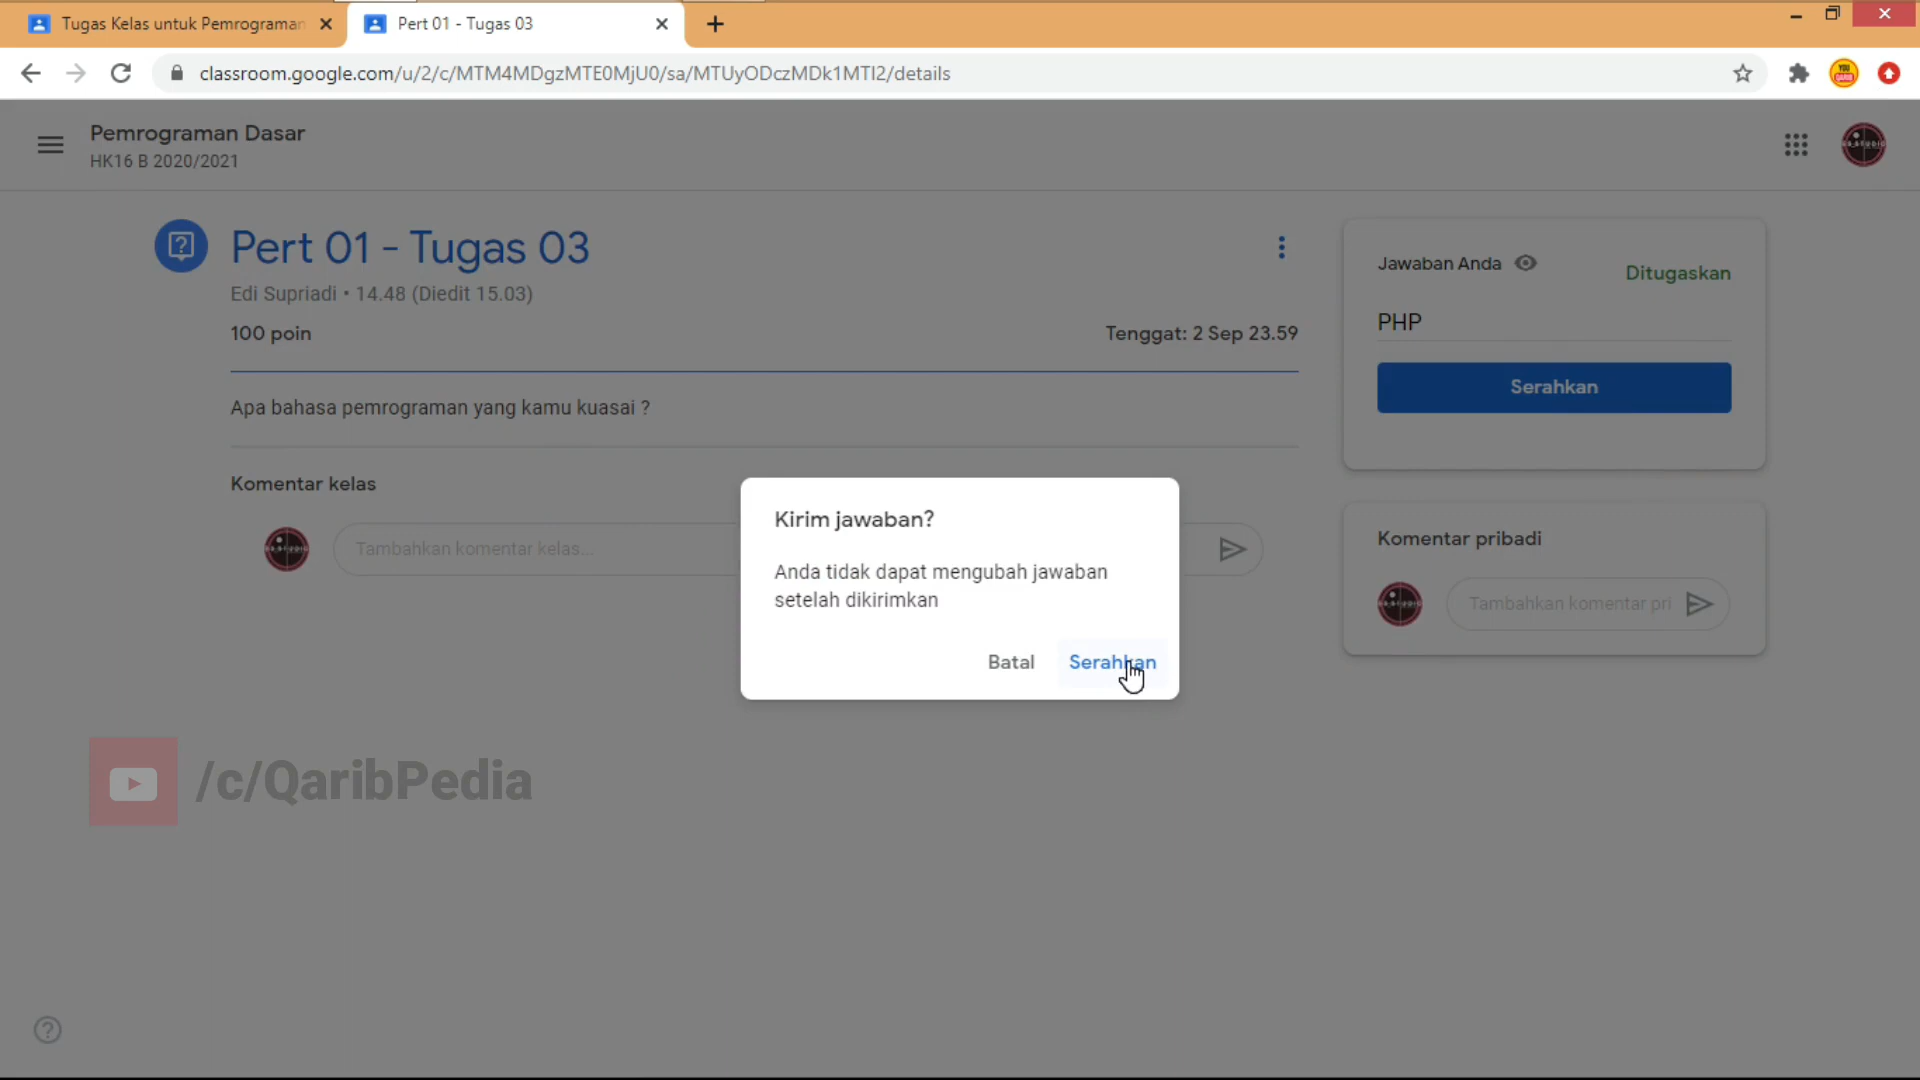 Tugas Kelas untuk Pemrograman
Pert 01 - Tugas 03
classroom.google.com/u/2/c/MTM4MDgzMTE0MjU0/sa/MTUyODczMDk1MTI2/details
Pemrograman Dasar
HK16 B 2020/2021
Pert 01 - Tugas 03
Edi Supriadi • 14.48 (Diedit 15.03)
100 poin
Tenggat: 2 Sep 23.59
Apa bahasa pemrograman yang kamu kuasai ?
Komentar kelas
Tambahkan komentar kelas...
Jawaban Anda
Ditugaskan
PHP
Serahkan
Komentar pribadi
Tambahkan komentar pri
Kirim jawaban?
Anda tidak dapat mengubah jawaban
setelah dikirimkan
Batal
Serahkan
/c/QaribPedia